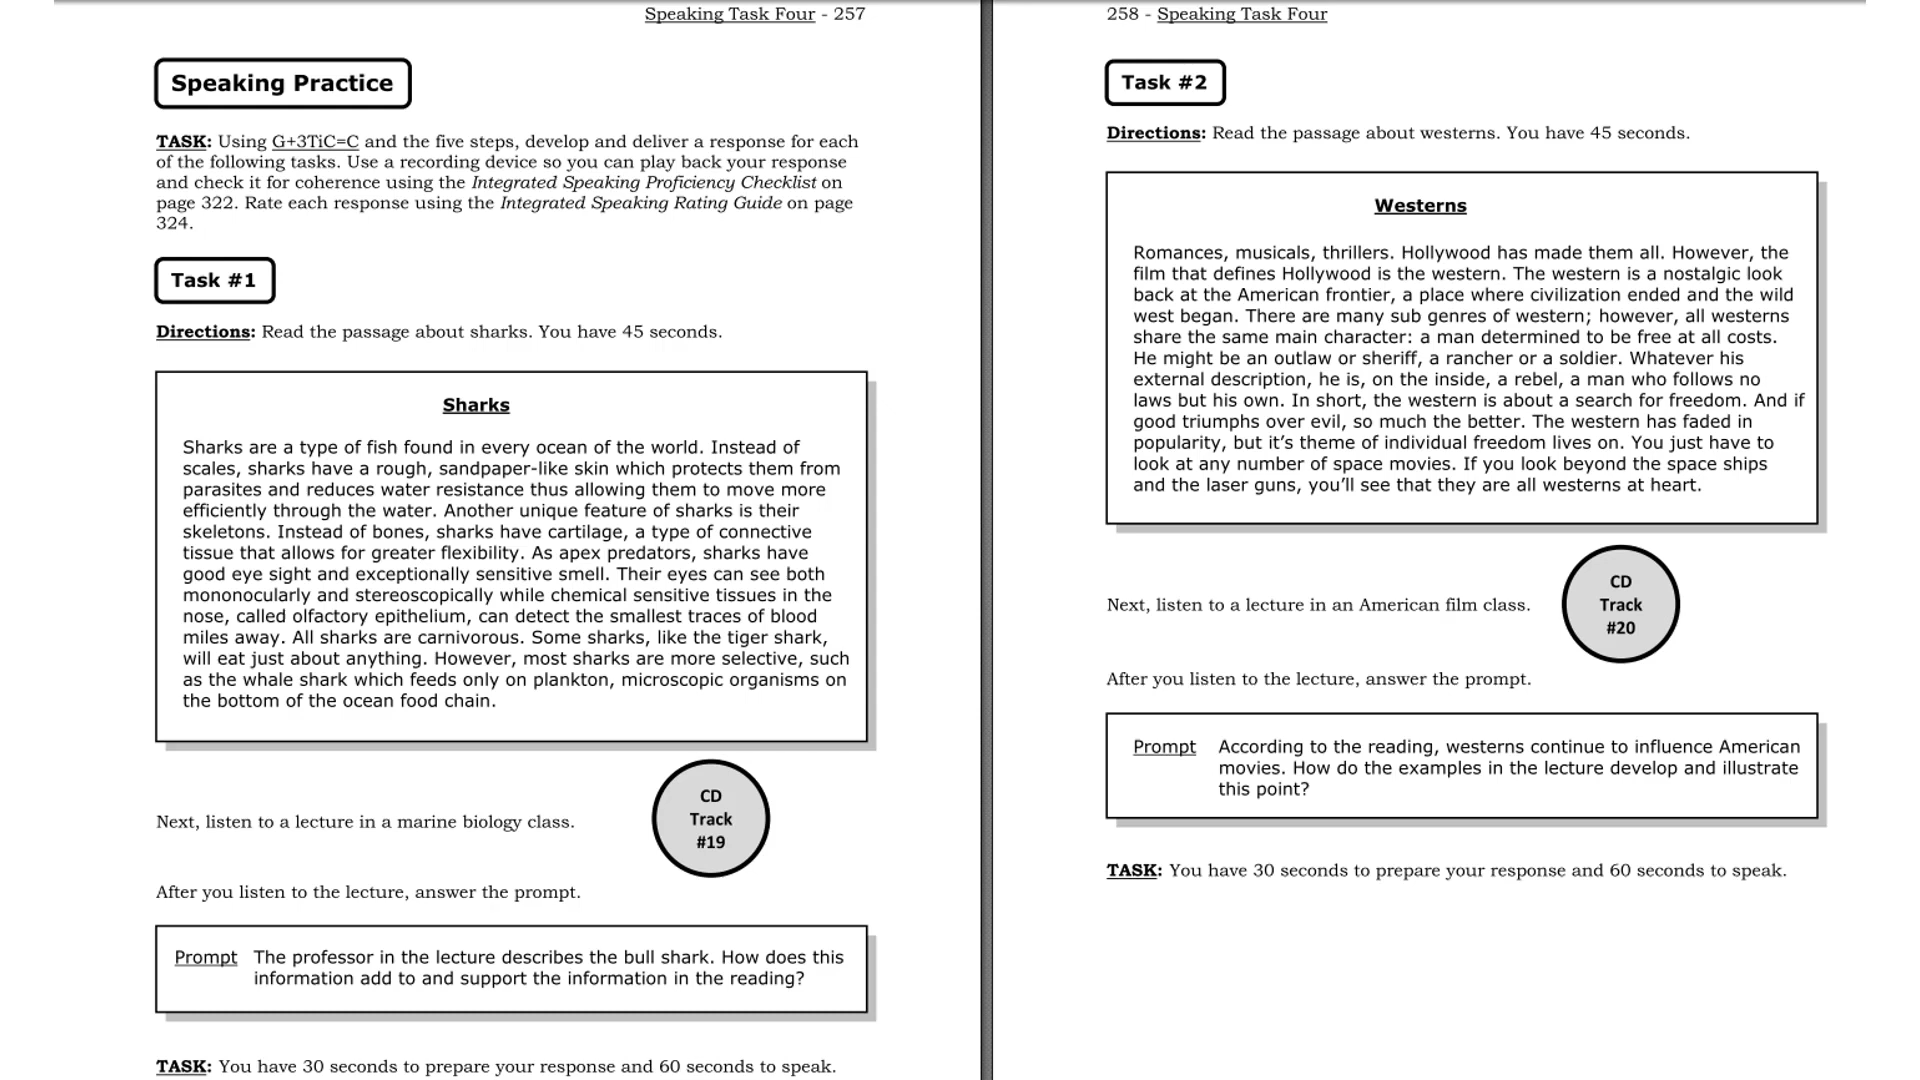 Speaking Task Four - 257
Speaking Practice
TASK: Using G+3TiC=C and the five steps, develop and deliver a response for each
of the following tasks. Use a recording device so you can play back your response
and check it for coherence using the Integrated Speaking Proficiency Checklist on
page 322. Rate each response using the Integrated Speaking Rating Guide on page
324.
Task #1
Directions: Read the passage about sharks. You have 45 seconds.
Sharks
Sharks are a type of fish found in every ocean of the world. Instead of
scales, sharks have a rough, sandpaper-like skin which protects them from
parasites and reduces water resistance thus allowing them to move more
efficiently through the water. Another unique feature of sharks is their
skeletons. Instead of bones, sharks have cartilage, a type of connective
tissue that allows for greater flexibility. As apex predators, sharks have
good eye sight and exceptionally sensitive smell. Their eyes can see both
mononocularly and stereoscopically while chemical sensitive tissues in the
nose, called olfactory epithelium, can detect the smallest traces of blood
miles away. All sharks are carnivorous. Some sharks, like the tiger shark,
will eat just about anything. However, most sharks are more selective, such
as the whale shark which feeds only on plankton, microscopic organisms on
the bottom of the ocean food chain.
Next, listen to a lecture in a marine biology class.
CD
Track
#19
After you listen to the lecture, answer the prompt.
Prompt The professor in the lecture describes the bull shark. How does this
information add to and support the information in the reading?
TASK: You have 30 seconds to prepare your response and 60 seconds to speak.
258 - Speaking Task Four
Task #2
Directions: Read the passage about westerns. You have 45 seconds.
Westerns
Romances, musicals, thrillers. Hollywood has made them all. However, the
film that defines Hollywood is the western. The western is a nostalgic look
back at the American frontier, a place where civilization ended and the wild
west began. There are many sub genres of western; however, all westerns
share the same main character: a man determined to be free at all costs.
He might be an outlaw or sheriff, a rancher or a soldier. Whatever his
external description, he is, on the inside, a rebel, a man who follows no
laws but his own. In short, the western is about a search for freedom. And if
good triumphs over evil, so much the better. The western has faded in
popularity, but it's theme of individual freedom lives on. You just have to
look at any number of space movies. If you look beyond the space ships
and the laser guns, you'll see that they are all westerns at heart.
Next, listen to a lecture in an American film class.
CD
Track
#20
After you listen to the lecture, answer the prompt.
Prompt According to the reading, westerns continue to influence American
movies. How do the examples in the lecture develop and illustrate
this point?
TASK: You have 30 seconds to prepare your response and 60 seconds to speak.